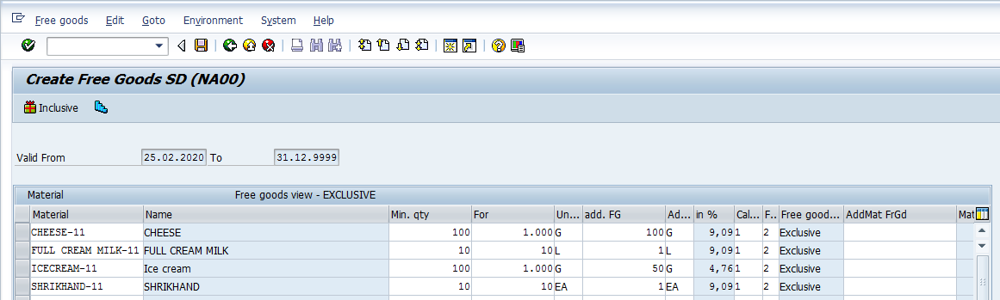 Free goods Edit Goto Environment System Help
Create Free Goods SD (NA00)
Inclusive
Valid From 25.02.2020 To 31.12.9999
Material Free goods view - EXCLUSIVE
Material Name Min. qty For Un... add. FG Ad... in % Cal... F... Free good... AddMat FrGd Mat
CHEESE-11 CHEESE 100 1.000 G 100 G 9,09 1 2 Exclusive
FULL CREAM MILK-11 FULL CREAM MILK 10 10 L 1 L 9,09 1 2 Exclusive
ICECREAM-11 Ice cream 100 1.000 G 50 G 4,76 1 2 Exclusive
SHRIKHAND-11 SHRIKHAND 10 10 EA 1 EA 9,09 1 2 Exclusive